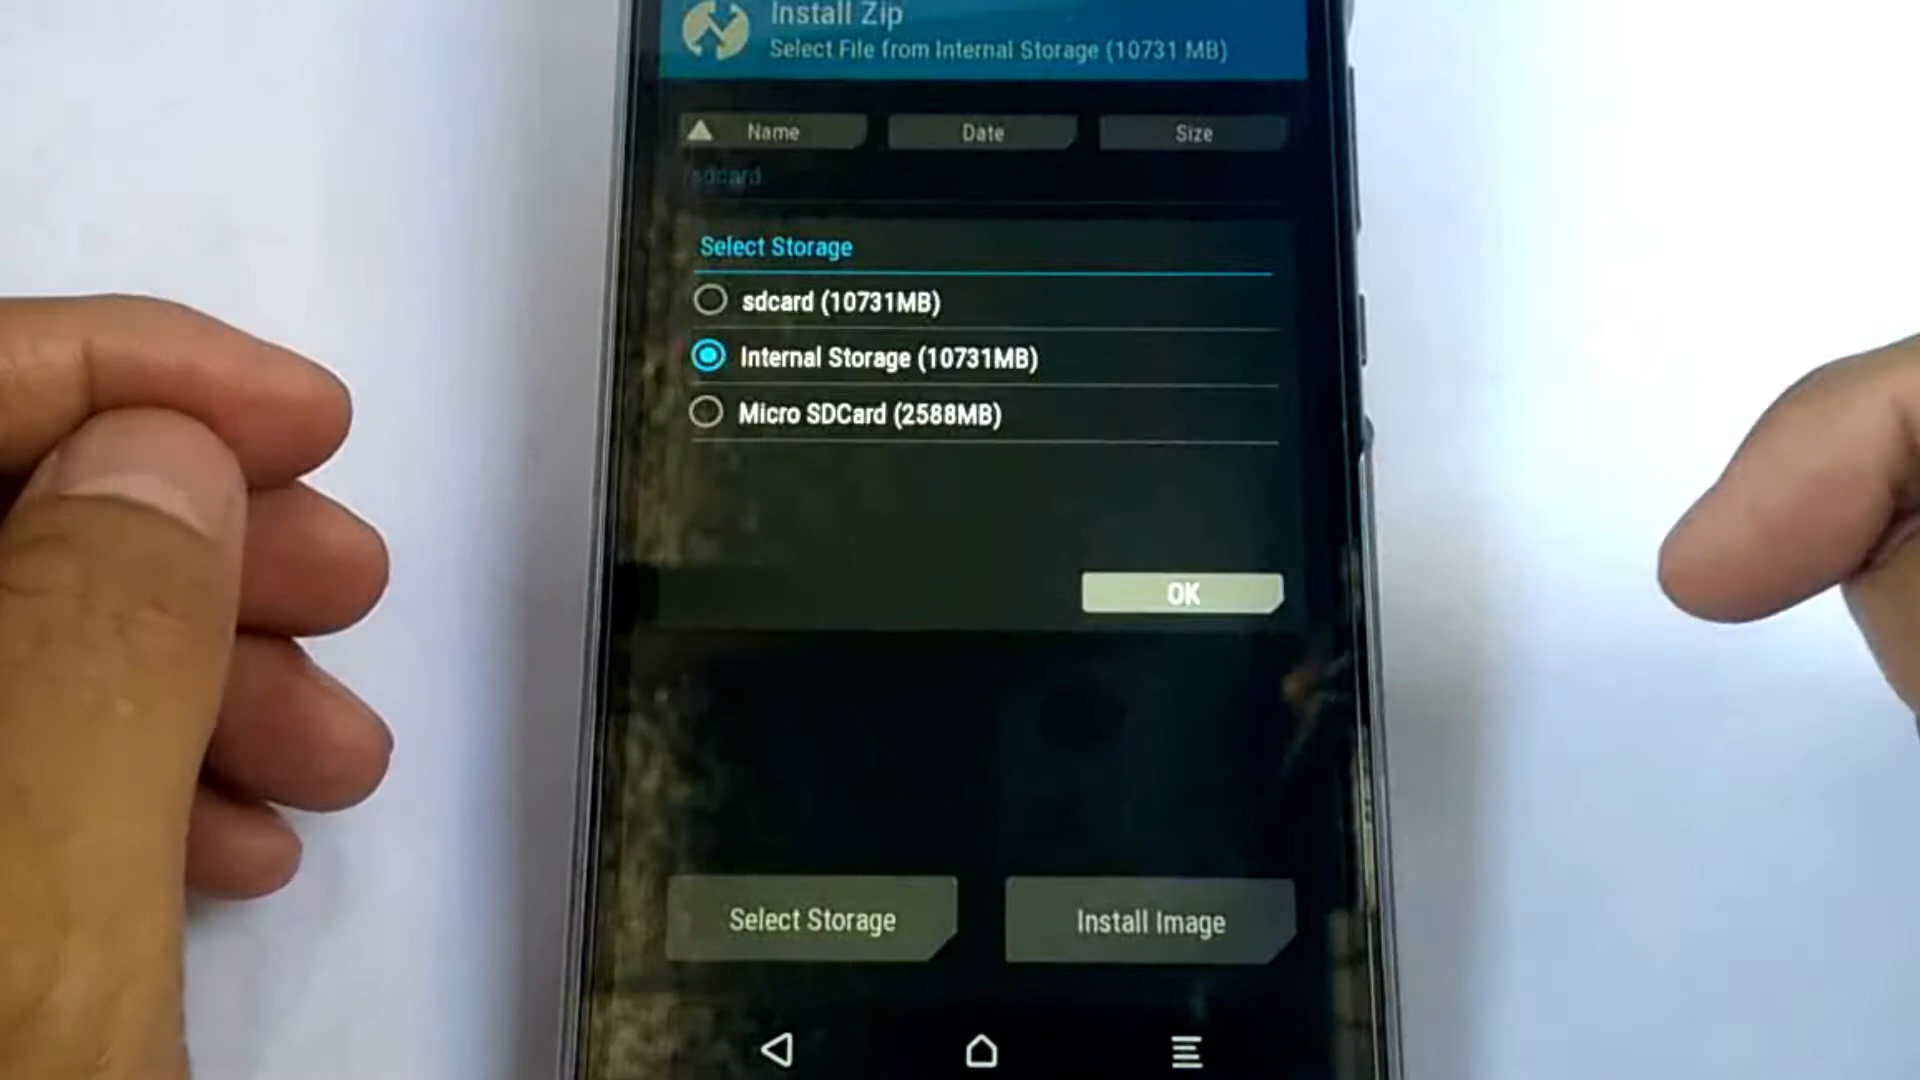 Install Zip
Select File from Internal Storage (10731 MB)
Name Date Size
/sdcard
Select Storage
sdcard (10731MB)
Internal Storage (10731MB)
Micro SDCard (2588MB)
OK
Select Storage Install Image